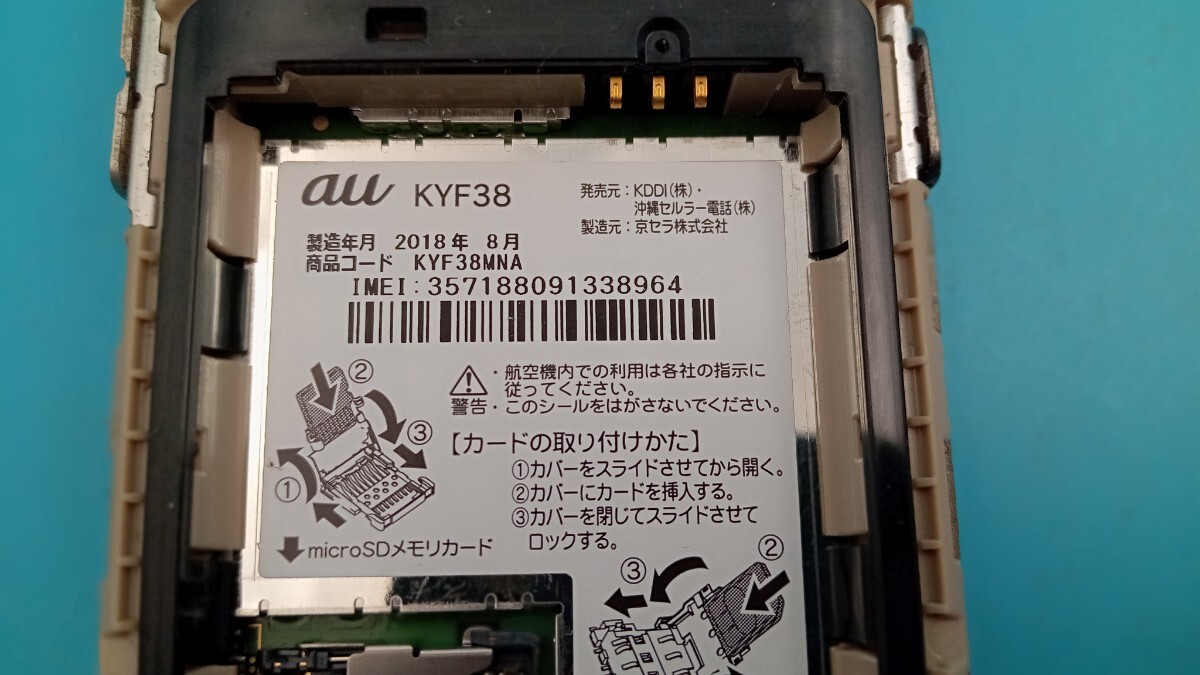 au KYF38
発売元：KDDI(株)・
沖縄セルラー電話(株)
製造元：京セラ株式会社
製造年月 2018年 8月
商品コード KYF38MNA
IMEI:357188091338964
② ③ ①
・航空機内での利用は各社の指示に
従ってください。
警告・このシールをはがさないでください。
【カードの取り付けかた】
①カバーをスライドさせてから開く。
②カバーにカードを挿入する。
③カバーを閉じてスライドさせて
ロックする。
microSDメモリカード
③ ②